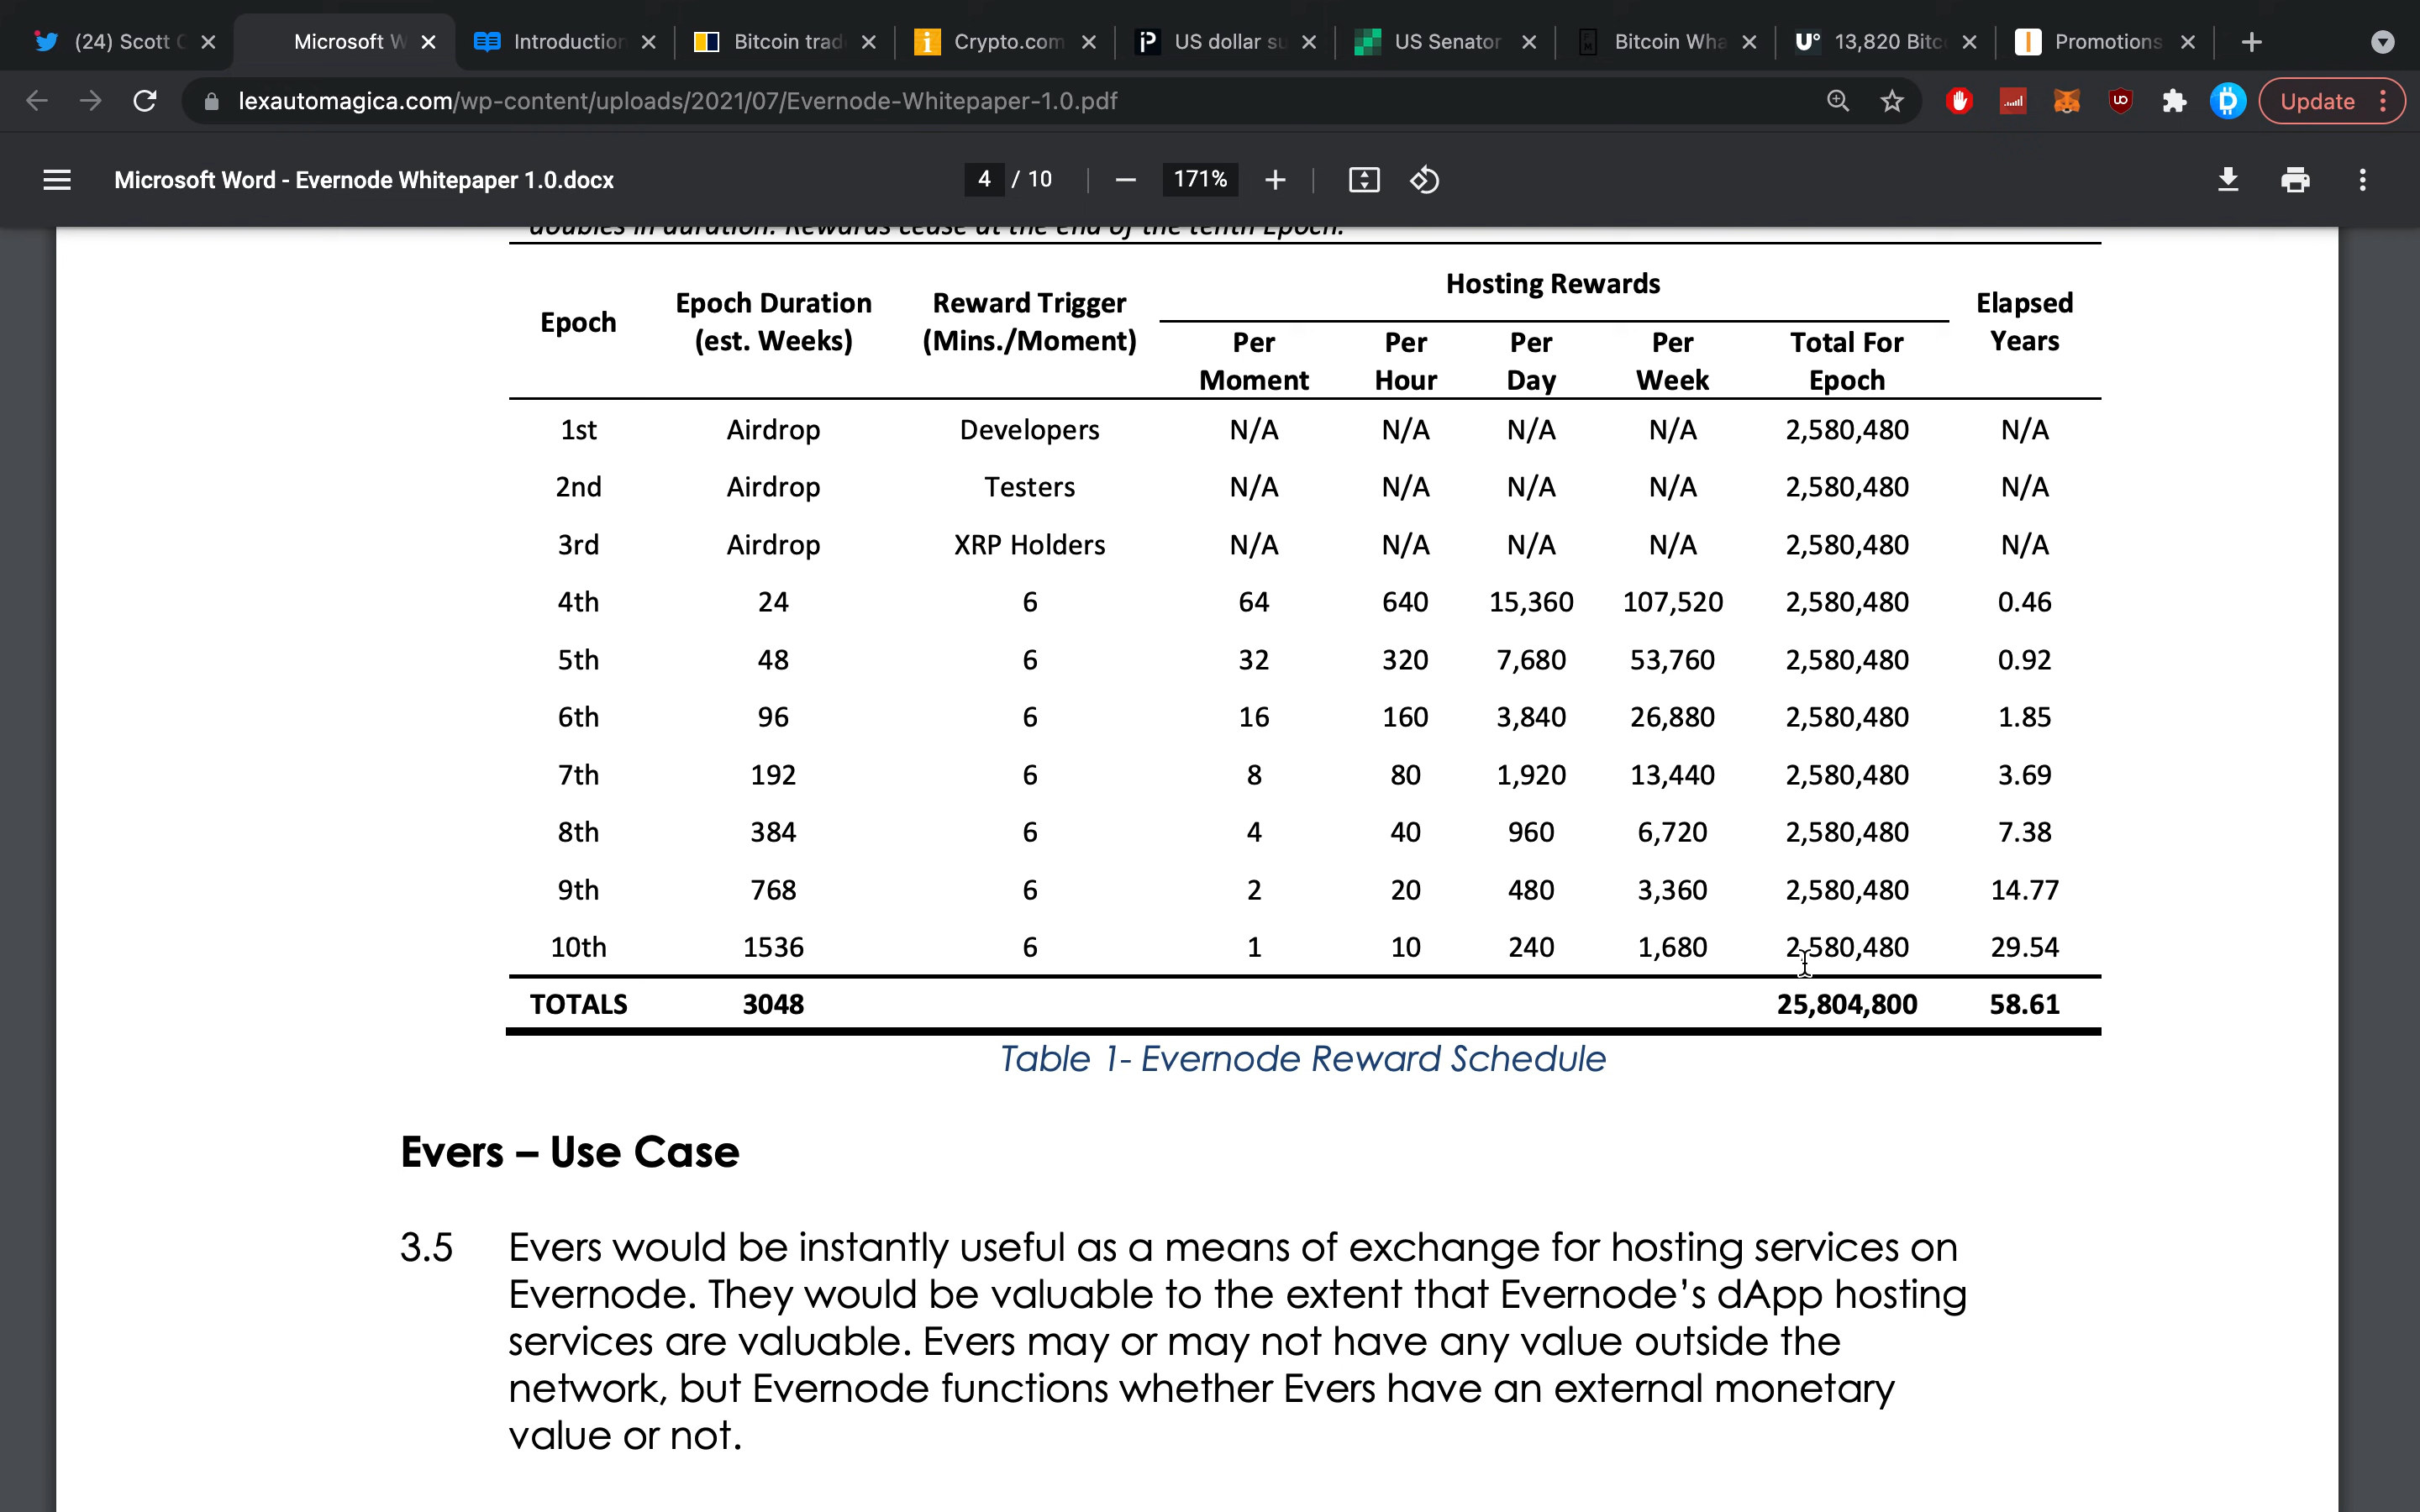 (24) Scott C
Microsoft W
Introduction
Bitcoin trad
Crypto.com
US dollar su
US Senator
Bitcoin Wha
13,820 Bitc
Promotions
lexautomagica.com/wp-content/uploads/2021/07/Evernode-Whitepaper-1.0.pdf
Update
Microsoft Word - Evernode Whitepaper 1.0.docx
4 / 10
171%
doubles in duration. Rewards cease at the end of the tenth Epoch.
Hosting Rewards
Epoch Epoch Duration Reward Trigger Elapsed
(est. Weeks) (Mins./Moment) Per Per Per Per Total For Years
Moment Hour Day Week Epoch
1st Airdrop Developers N/A N/A N/A N/A 2,580,480 N/A
2nd Airdrop Testers N/A N/A N/A N/A 2,580,480 N/A
3rd Airdrop XRP Holders N/A N/A N/A N/A 2,580,480 N/A
4th 24 6 64 640 15,360 107,520 2,580,480 0.46
5th 48 6 32 320 7,680 53,760 2,580,480 0.92
6th 96 6 16 160 3,840 26,880 2,580,480 1.85
7th 192 6 8 80 1,920 13,440 2,580,480 3.69
8th 384 6 4 40 960 6,720 2,580,480 7.38
9th 768 6 2 20 480 3,360 2,580,480 14.77
10th 1536 6 1 10 240 1,680 2,580,480 29.54
TOTALS 3048 25,804,800 58.61
Table 1- Evernode Reward Schedule
Evers – Use Case
3.5 Evers would be instantly useful as a means of exchange for hosting services on
Evernode. They would be valuable to the extent that Evernode’s dApp hosting
services are valuable. Evers may or may not have any value outside the
network, but Evernode functions whether Evers have an external monetary
value or not.